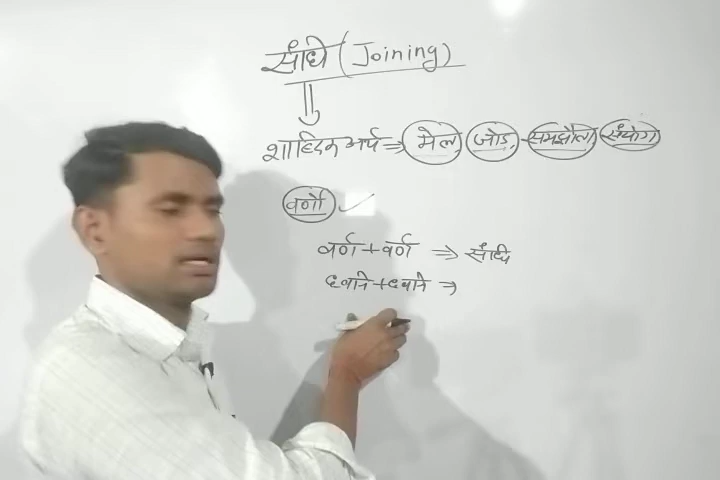 संधि (Joining)
शाब्दिक अर्थ ⇒ मेल, जोड़, समझौता, संयोग
वर्णो ✓
वर्ण + वर्ण ⇒ संधि
ध्वनि + ध्वनि ⇒